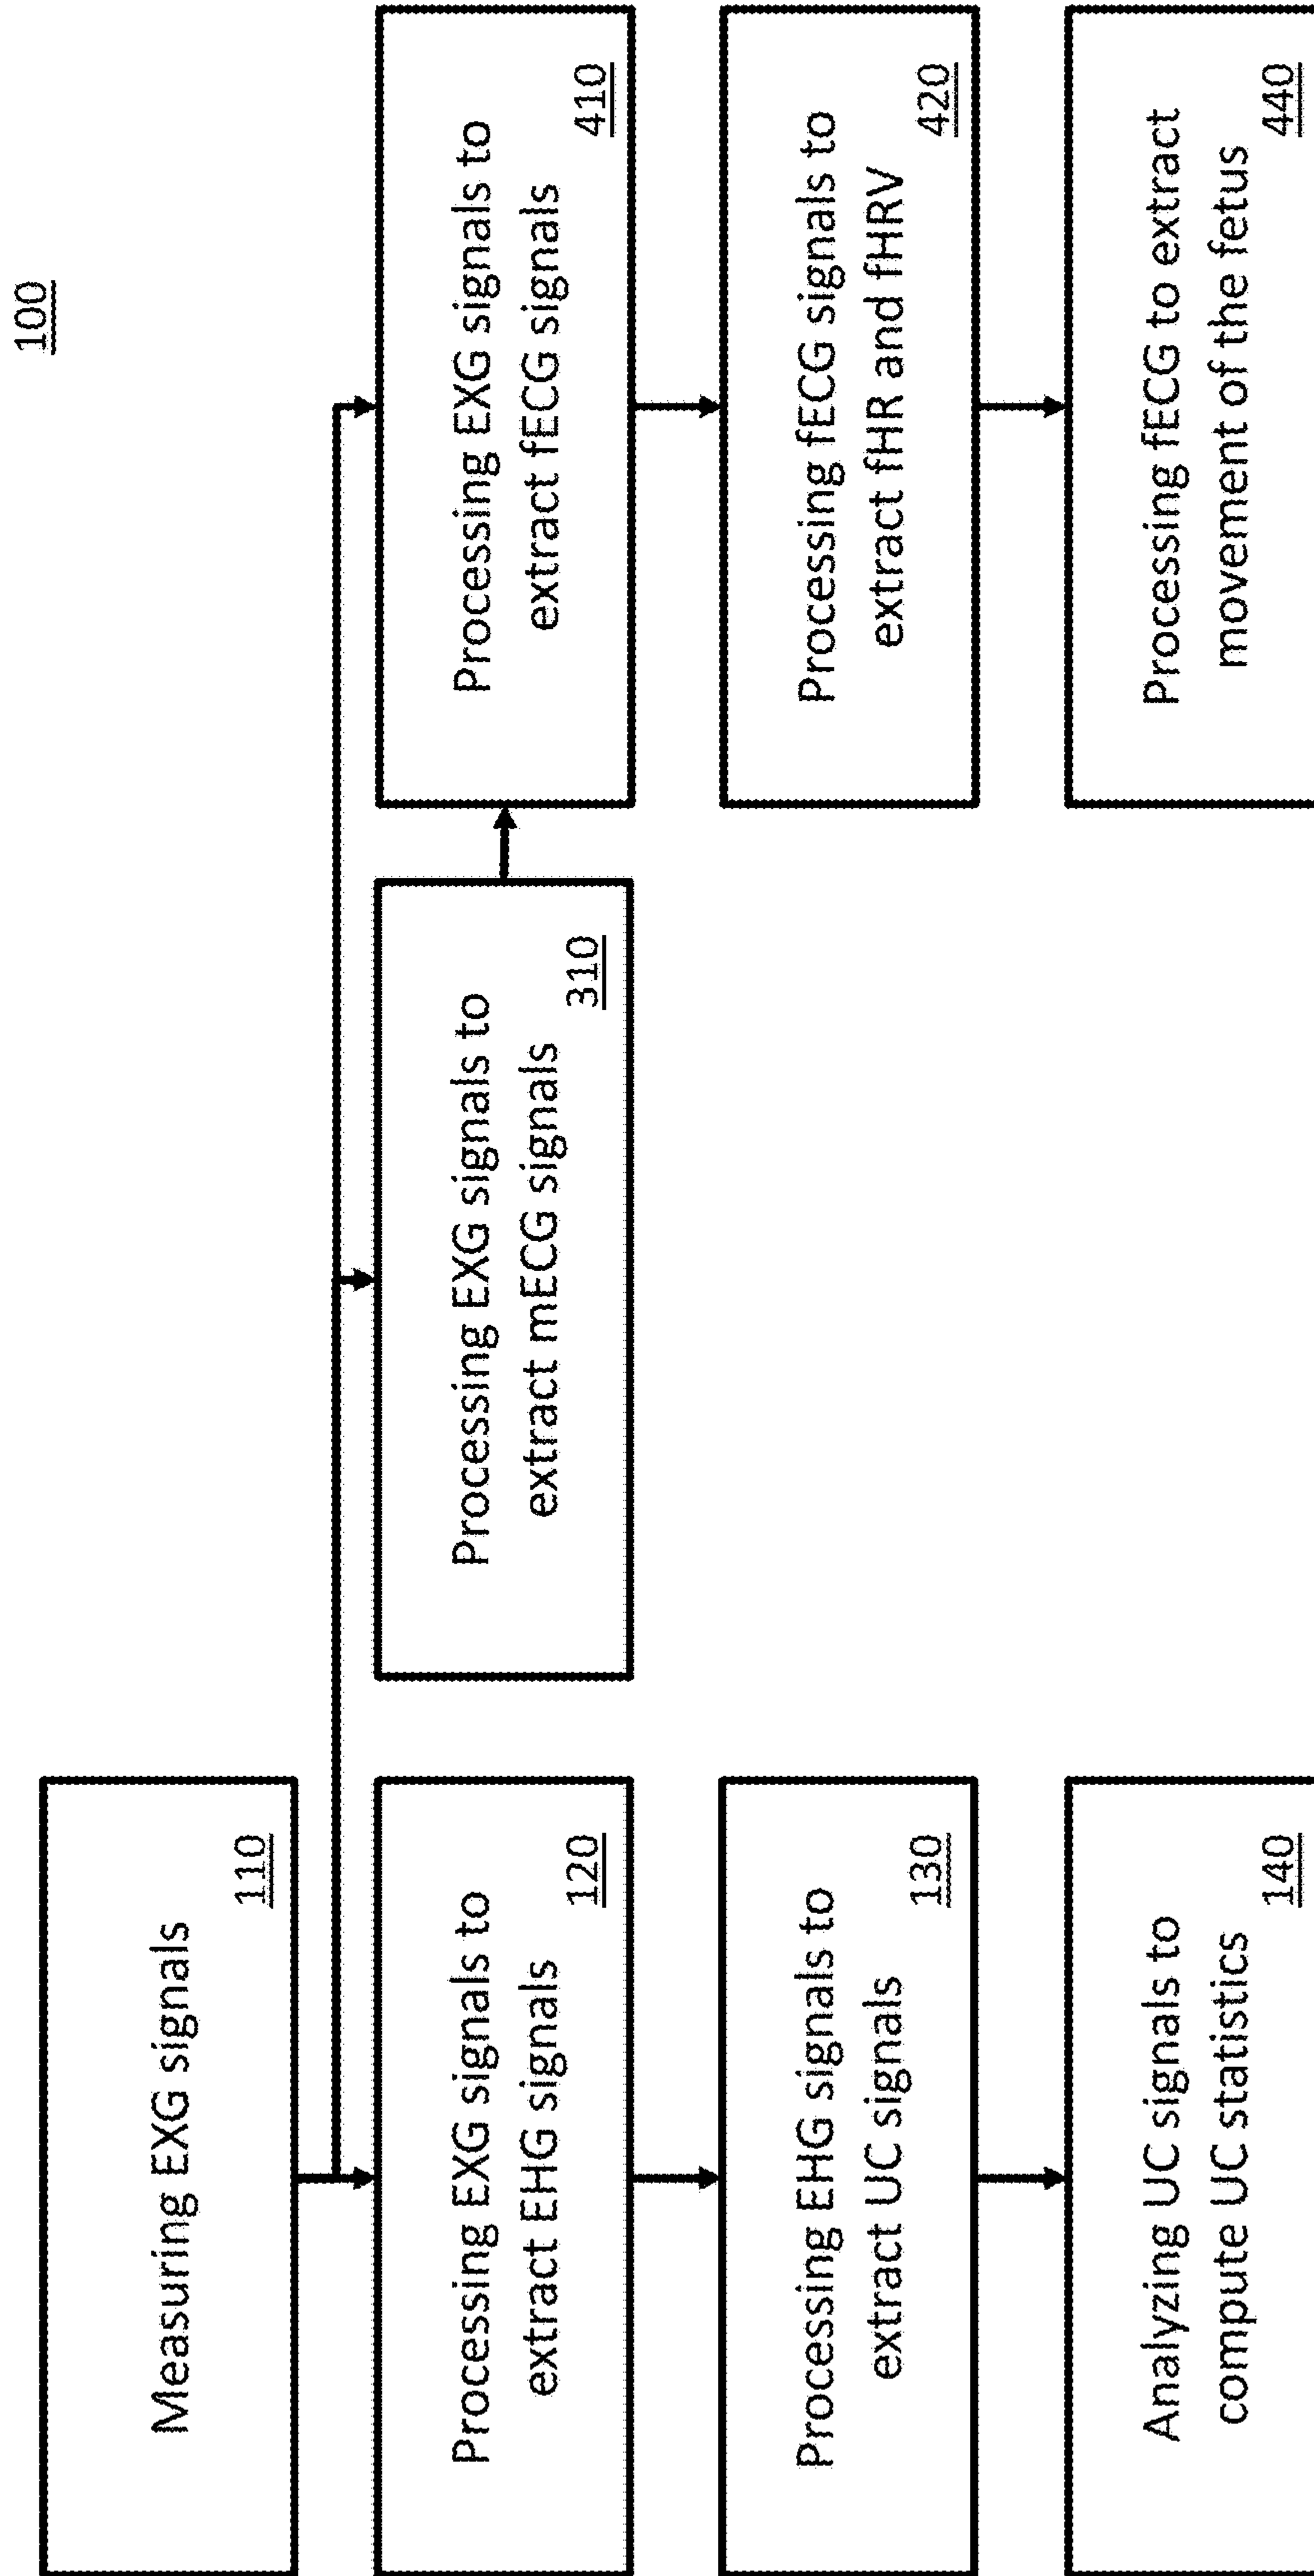 100
Measuring EXG signals
110
Processing EXG signals to
extract EHG signals
120
Processing EXG signals to
extract mECG signals
310
Processing EXG signals to
extract fECG signals
410
Processing EHG signals to
extract UC signals
130
Processing fECG signals to
extract fHR and fHRV
420
Analyzing UC signals to
compute UC statistics
140
Processing fECG to extract
movement of the fetus
440